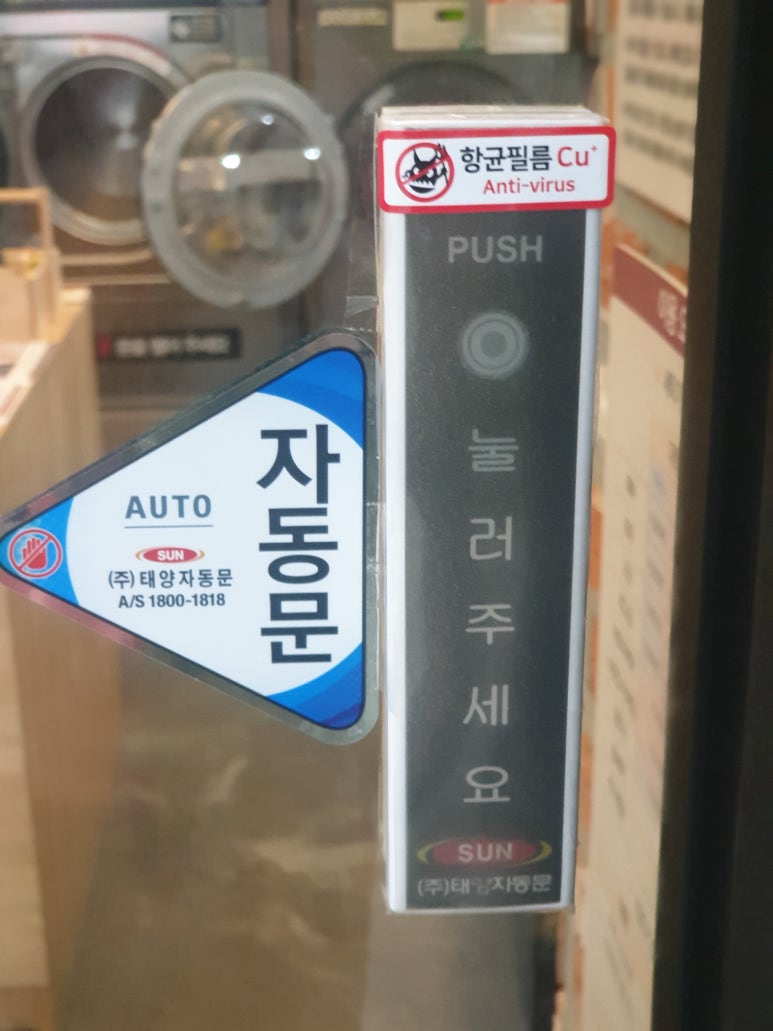 항균필름 Cu⁺
Anti-virus
PUSH
눌러주세요
SUN
(주)태양자동문
자동문
AUTO
SUN
(주)태양자동문
A/S 1800-1818